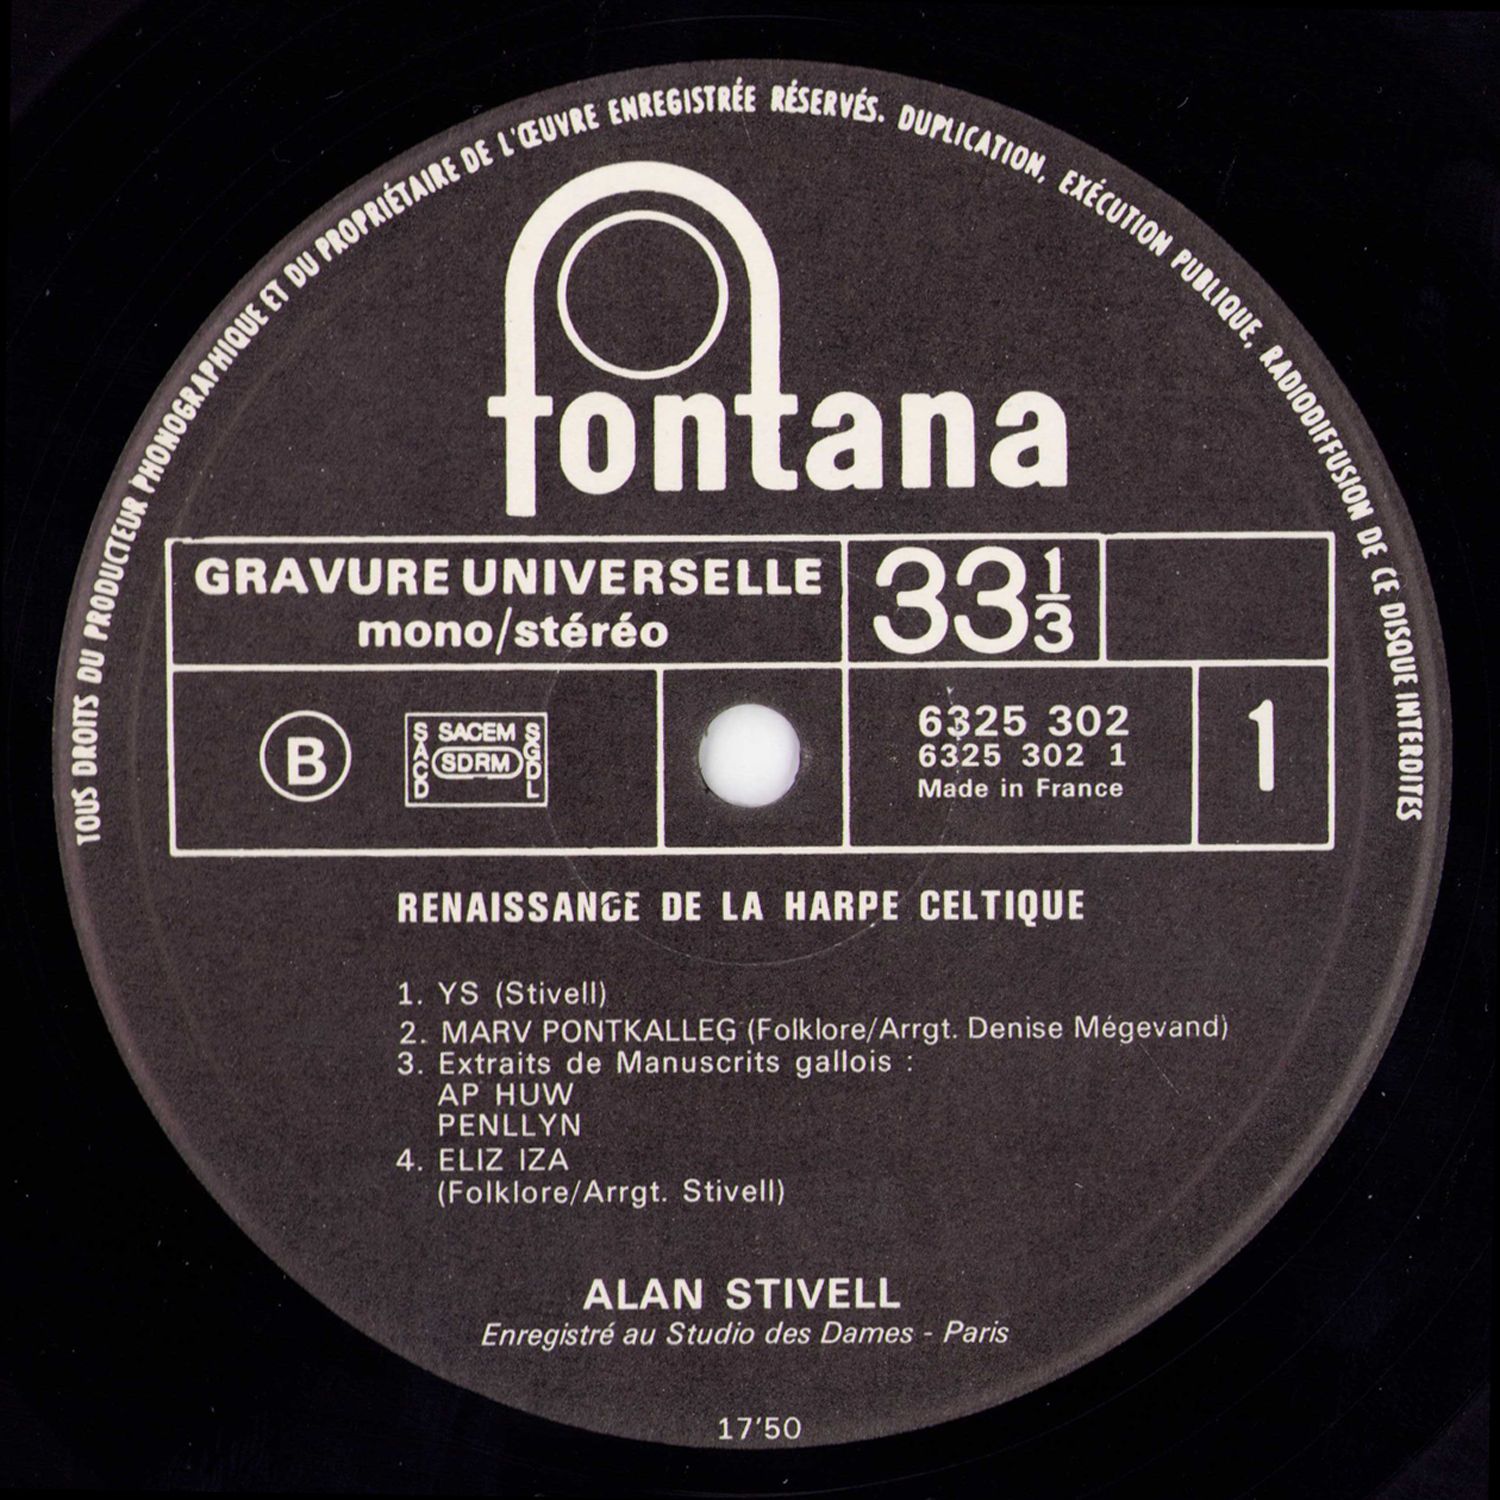 TOUS DROITS DU PRODUCTEUR PHONOGRAPHIQUE ET DU PROPRIÉTAIRE DE L'ŒUVRE ENREGISTRÉE RÉSERVÉS. DUPLICATION, EXÉCUTION PUBLIQUE, RADIODIFFUSION DE CE DISQUE INTERDITES
fontana
GRAVURE UNIVERSELLE
mono/stéréo
33 1/3
B
SACEM
SACD
SDRM
SGDL
6325 302
6325 302 1
Made in France
1
RENAISSANCE DE LA HARPE CELTIQUE
1. YS (Stivell)
2. MARV PONTKALLEG (Folklore/Arrgt. Denise Mégevand)
3. Extraits de Manuscrits gallois :
AP HUW
PENLLYN
4. ELIZ IZA
(Folklore/Arrgt. Stivell)
ALAN STIVELL
Enregistré au Studio des Dames - Paris
17'50